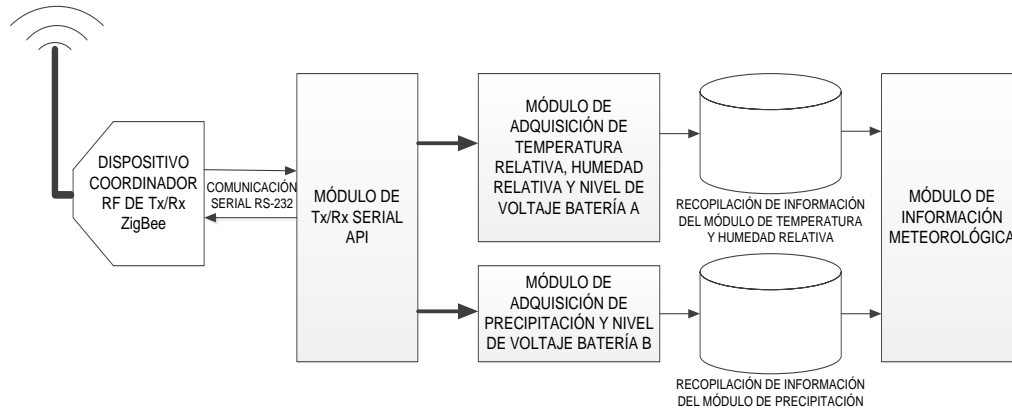 DISPOSITIVO
COORDINADOR
RF DE Tx/Rx
ZigBee
COMUNICACIÓN
SERIAL RS-232
MÓDULO DE
Tx/Rx SERIAL
API
MÓDULO DE
ADQUISICIÓN DE
TEMPERATURA
RELATIVA, HUMEDAD
RELATIVA Y NIVEL DE
VOLTAJE BATERÍA A
RECOPILACIÓN DE INFORMACIÓN
DEL MÓDULO DE TEMPERATURA
Y HUMEDAD RELATIVA
MÓDULO DE
ADQUISICIÓN DE
PRECIPITACIÓN Y NIVEL
DE VOLTAJE BATERÍA B
RECOPILACIÓN DE INFORMACIÓN
DEL MÓDULO DE PRECIPITACIÓN
MÓDULO DE
INFORMACIÓN
METEOROLÓGICA